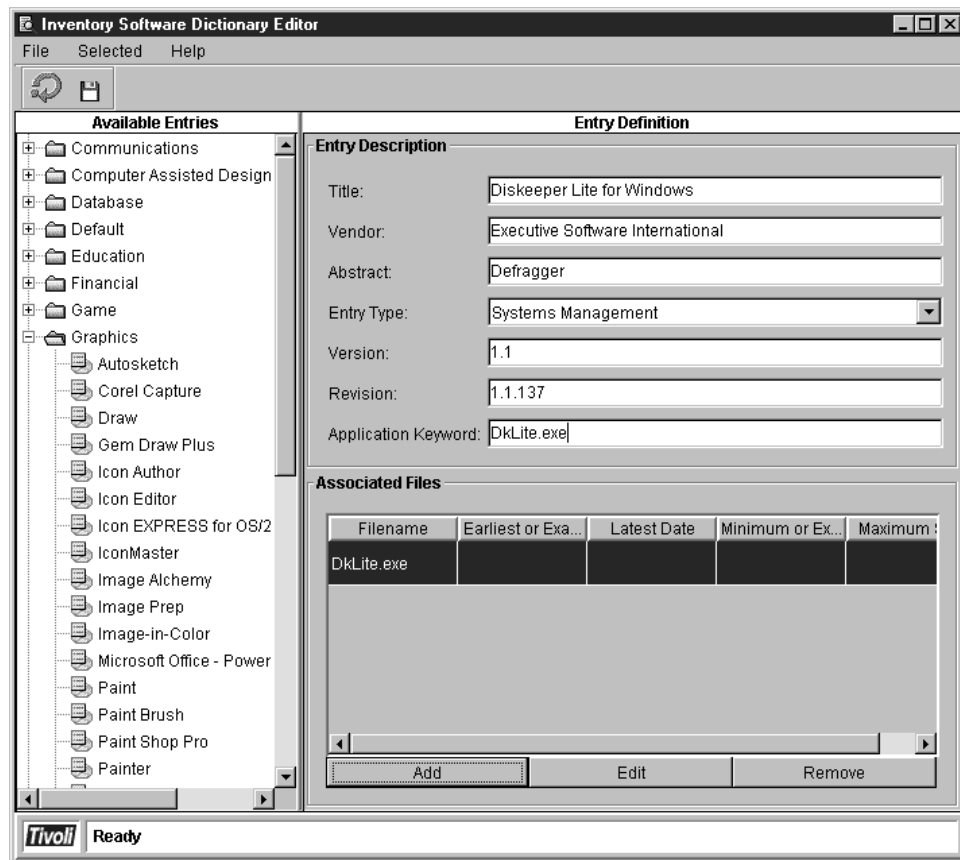 Inventory Software Dictionary Editor
File Selected Help
Available Entries
Communications
Computer Assisted Design
Database
Default
Education
Financial
Game
Graphics
Autosketch
Corel Capture
Draw
Gem Draw Plus
Icon Author
Icon Editor
Icon EXPRESS for OS/2
IconMaster
Image Alchemy
Image Prep
Image-in-Color
Microsoft Office - Power
Paint
Paint Brush
Paint Shop Pro
Painter
Entry Definition
Entry Description
Title: Diskeeper Lite for Windows
Vendor: Executive Software International
Abstract: Defragger
Entry Type: Systems Management
Version: 1.1
Revision: 1.1.137
Application Keyword: DkLite.exe
Associated Files
Filename Earliest or Exa... Latest Date Minimum or Ex... Maximum
DkLite.exe
Add Edit Remove
Tivoli Ready